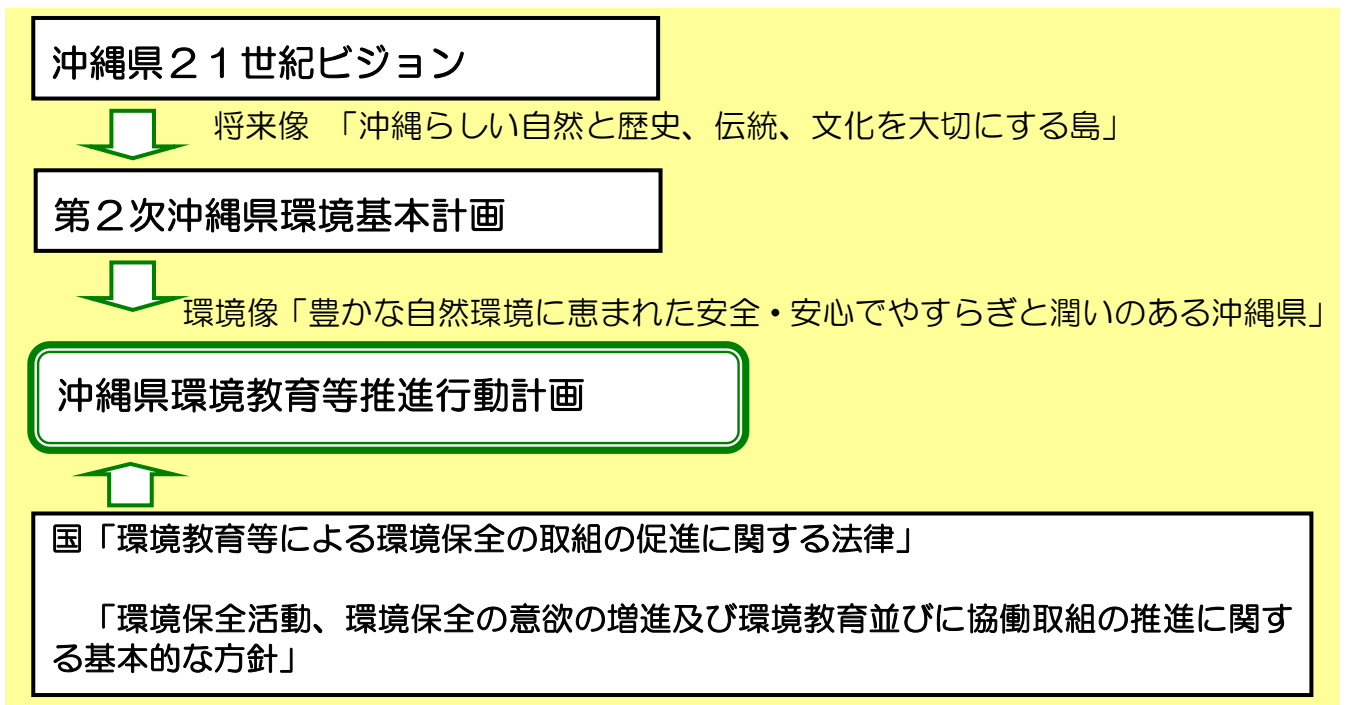 沖縄県２１世紀ビジョン
将来像　「沖縄らしい自然と歴史、伝統、文化を大切にする島」
第２次沖縄県環境基本計画
環境像「豊かな自然環境に恵まれた安全・安心でやすらぎと潤いのある沖縄県」
沖縄県環境教育等推進行動計画
国「環境教育等による環境保全の取組の促進に関する法律」
「環境保全活動、環境保全の意欲の増進及び環境教育並びに協働取組の推進に関す
る基本的な方針」